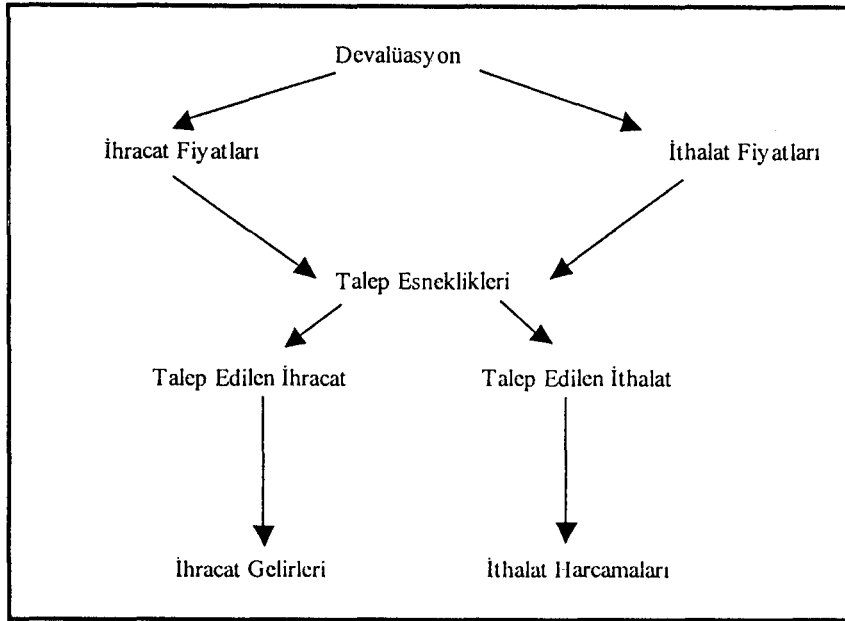 Devalüasyon
İhracat Fiyatları
İthalat Fiyatları
Talep Esneklikleri
Talep Edilen İhracat
Talep Edilen İthalat
İhracat Gelirleri
İthalat Harcamaları